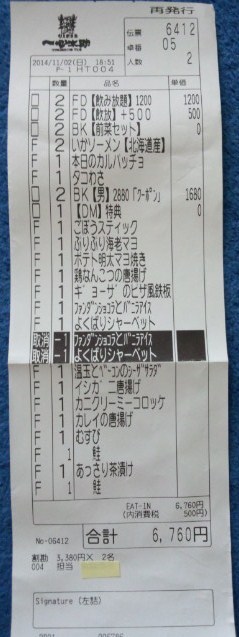 再発行
伝票 6412
卓番 05
2014/11/02(日) 18:51 人数 2
F-1HT004
数量 品名 単価
□ 2 FD【飲み放題】1200 1200
□ 2 FD【飲放】+500 500
□ 2 BK【前菜セット】 0
F 2 いかソーメン【北海道産】
F 1 本日のカルパッチョ
F 1 タコわさ
□ 2 BK【男】2880「クーポン」 1680
□ 1 【DM】特典 0
F 1 ごぼうスティック
F 1 ぷりぷり海老マヨ
F 1 ポテト明太マヨ焼き
F 1 鶏なんこつの唐揚げ
F 1 ギョーザのピザ風鉄板
F 1 フォンダンショコラとバニラアイス
F 1 よくばりシャーベット
取消 -1 フォンダンショコラとバニラアイス
取消 -1 よくばりシャーベット
F 1 温玉とベーコンのシーザーサラダ
F 1 イシガニ唐揚げ
F 1 カニクリーミーコロッケ
F 1 カレイの唐揚げ
F 1 むすび
F 1 鮭
F 1 あっさり茶漬け
F 1 鮭
EAT-IN 6,760円
(内消費税 500円)
No-06412 合計 6,760円
割勘 3,380円× 2名
004 担当
Signature (左詰)